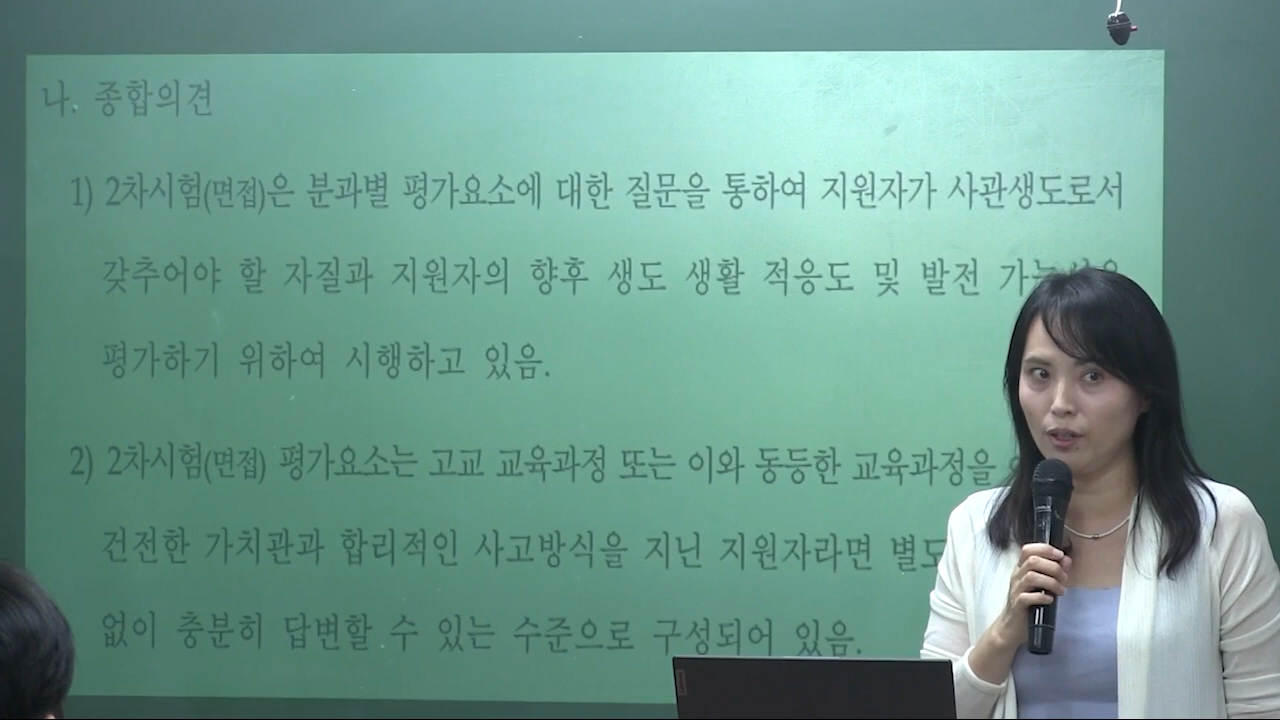 나. 종합의견
1) 2차시험(면접)은 분과별 평가요소에 대한 질문을 통하여 지원자가 사관생도로서
갖추어야 할 자질과 지원자의 향후 생도 생활 적응도 및 발전
평가하기 위하여 시행하고 있음.
2) 2차시험(면접) 평가요소는 고교 교육과정 또는 이와 동등한 교육과정을
건전한 가치관과 합리적인 사고방식을 지닌 지원자라면
없이 충분히 답변할 수 있는 수준으로 구성되어 있음.